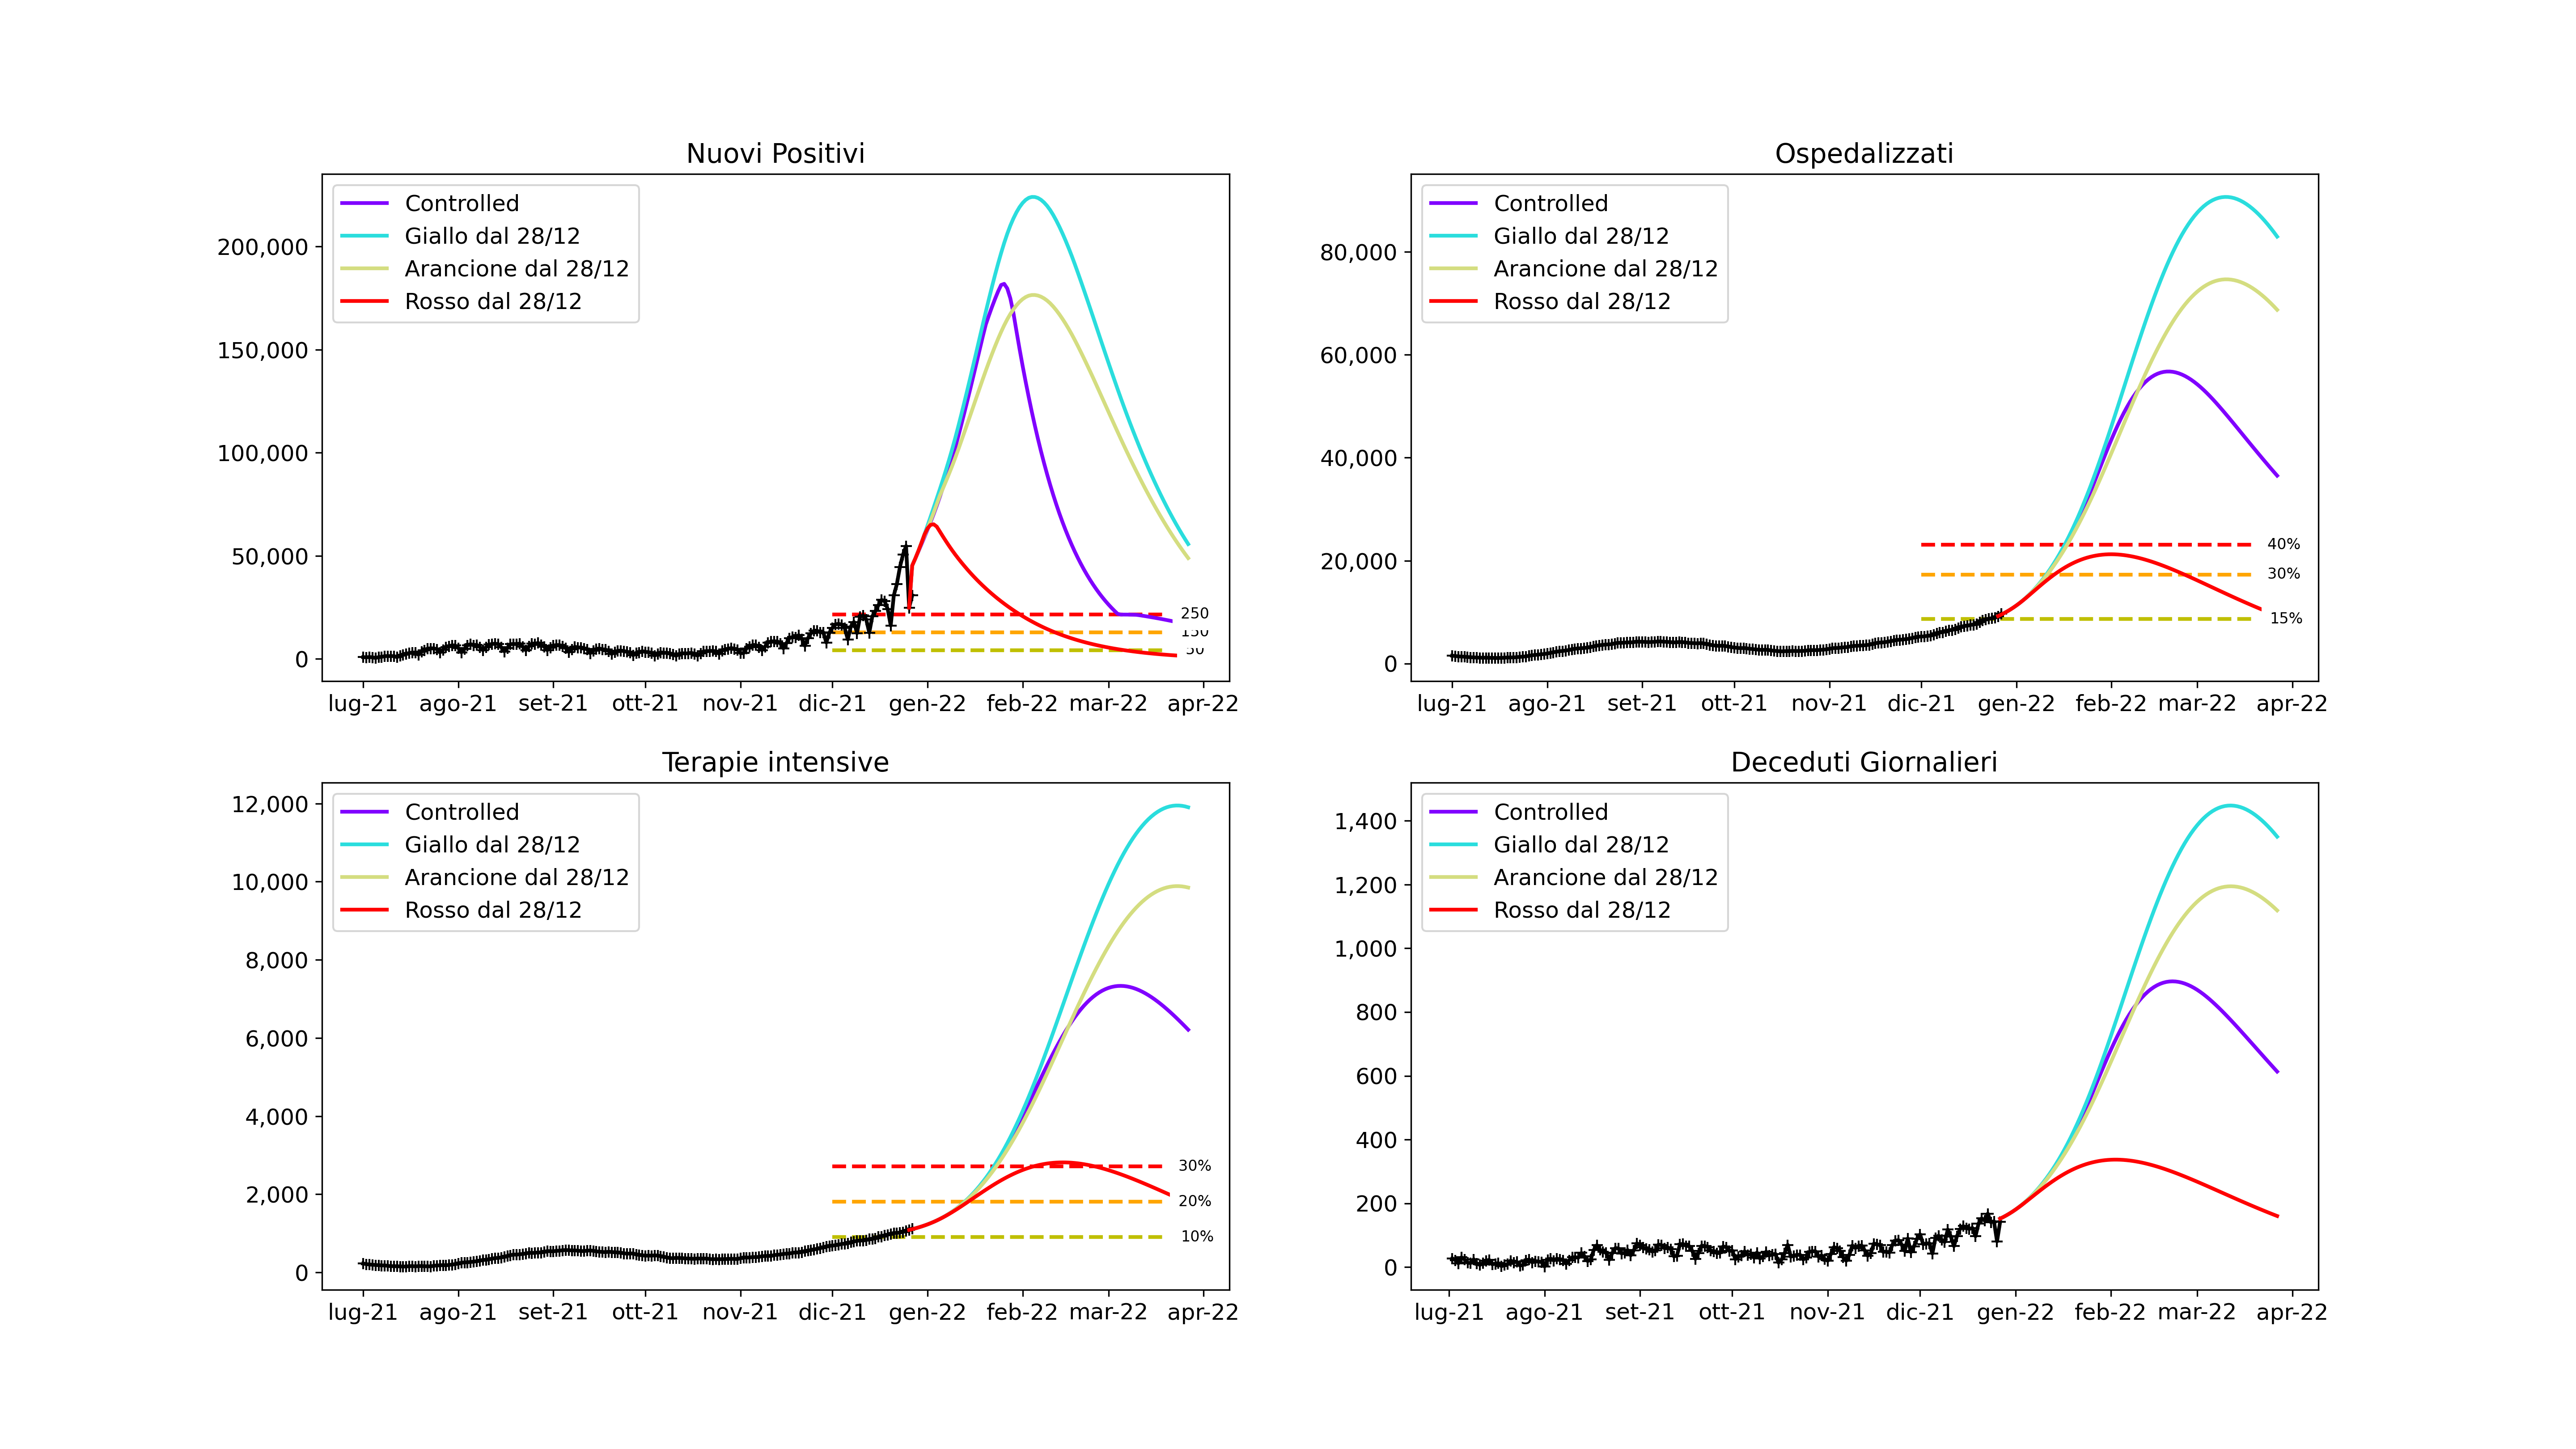 Nuovi Positivi
Controlled
Giallo dal 28/12
Arancione dal 28/12
Rosso dal 28/12
200,000
150,000
100,000
50,000
0
250
150
50
lug-21 ago-21 set-21 ott-21 nov-21 dic-21 gen-22 feb-22 mar-22 apr-22
Ospedalizzati
Controlled
Giallo dal 28/12
Arancione dal 28/12
Rosso dal 28/12
80,000
60,000
40,000
20,000
0
40%
30%
15%
lug-21 ago-21 set-21 ott-21 nov-21 dic-21 gen-22 feb-22 mar-22 apr-22
Terapie intensive
Controlled
Giallo dal 28/12
Arancione dal 28/12
Rosso dal 28/12
12,000
10,000
8,000
6,000
4,000
2,000
0
30%
20%
10%
lug-21 ago-21 set-21 ott-21 nov-21 dic-21 gen-22 feb-22 mar-22 apr-22
Deceduti Giornalieri
Controlled
Giallo dal 28/12
Arancione dal 28/12
Rosso dal 28/12
1,400
1,200
1,000
800
600
400
200
0
lug-21 ago-21 set-21 ott-21 nov-21 dic-21 gen-22 feb-22 mar-22 apr-22